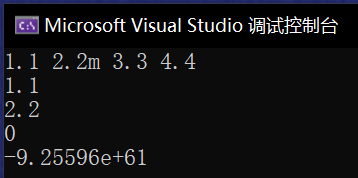 Microsoft Visual Studio 调试控制台
1.1 2.2m 3.3 4.4
1.1
2.2
0
-9.25596e+61